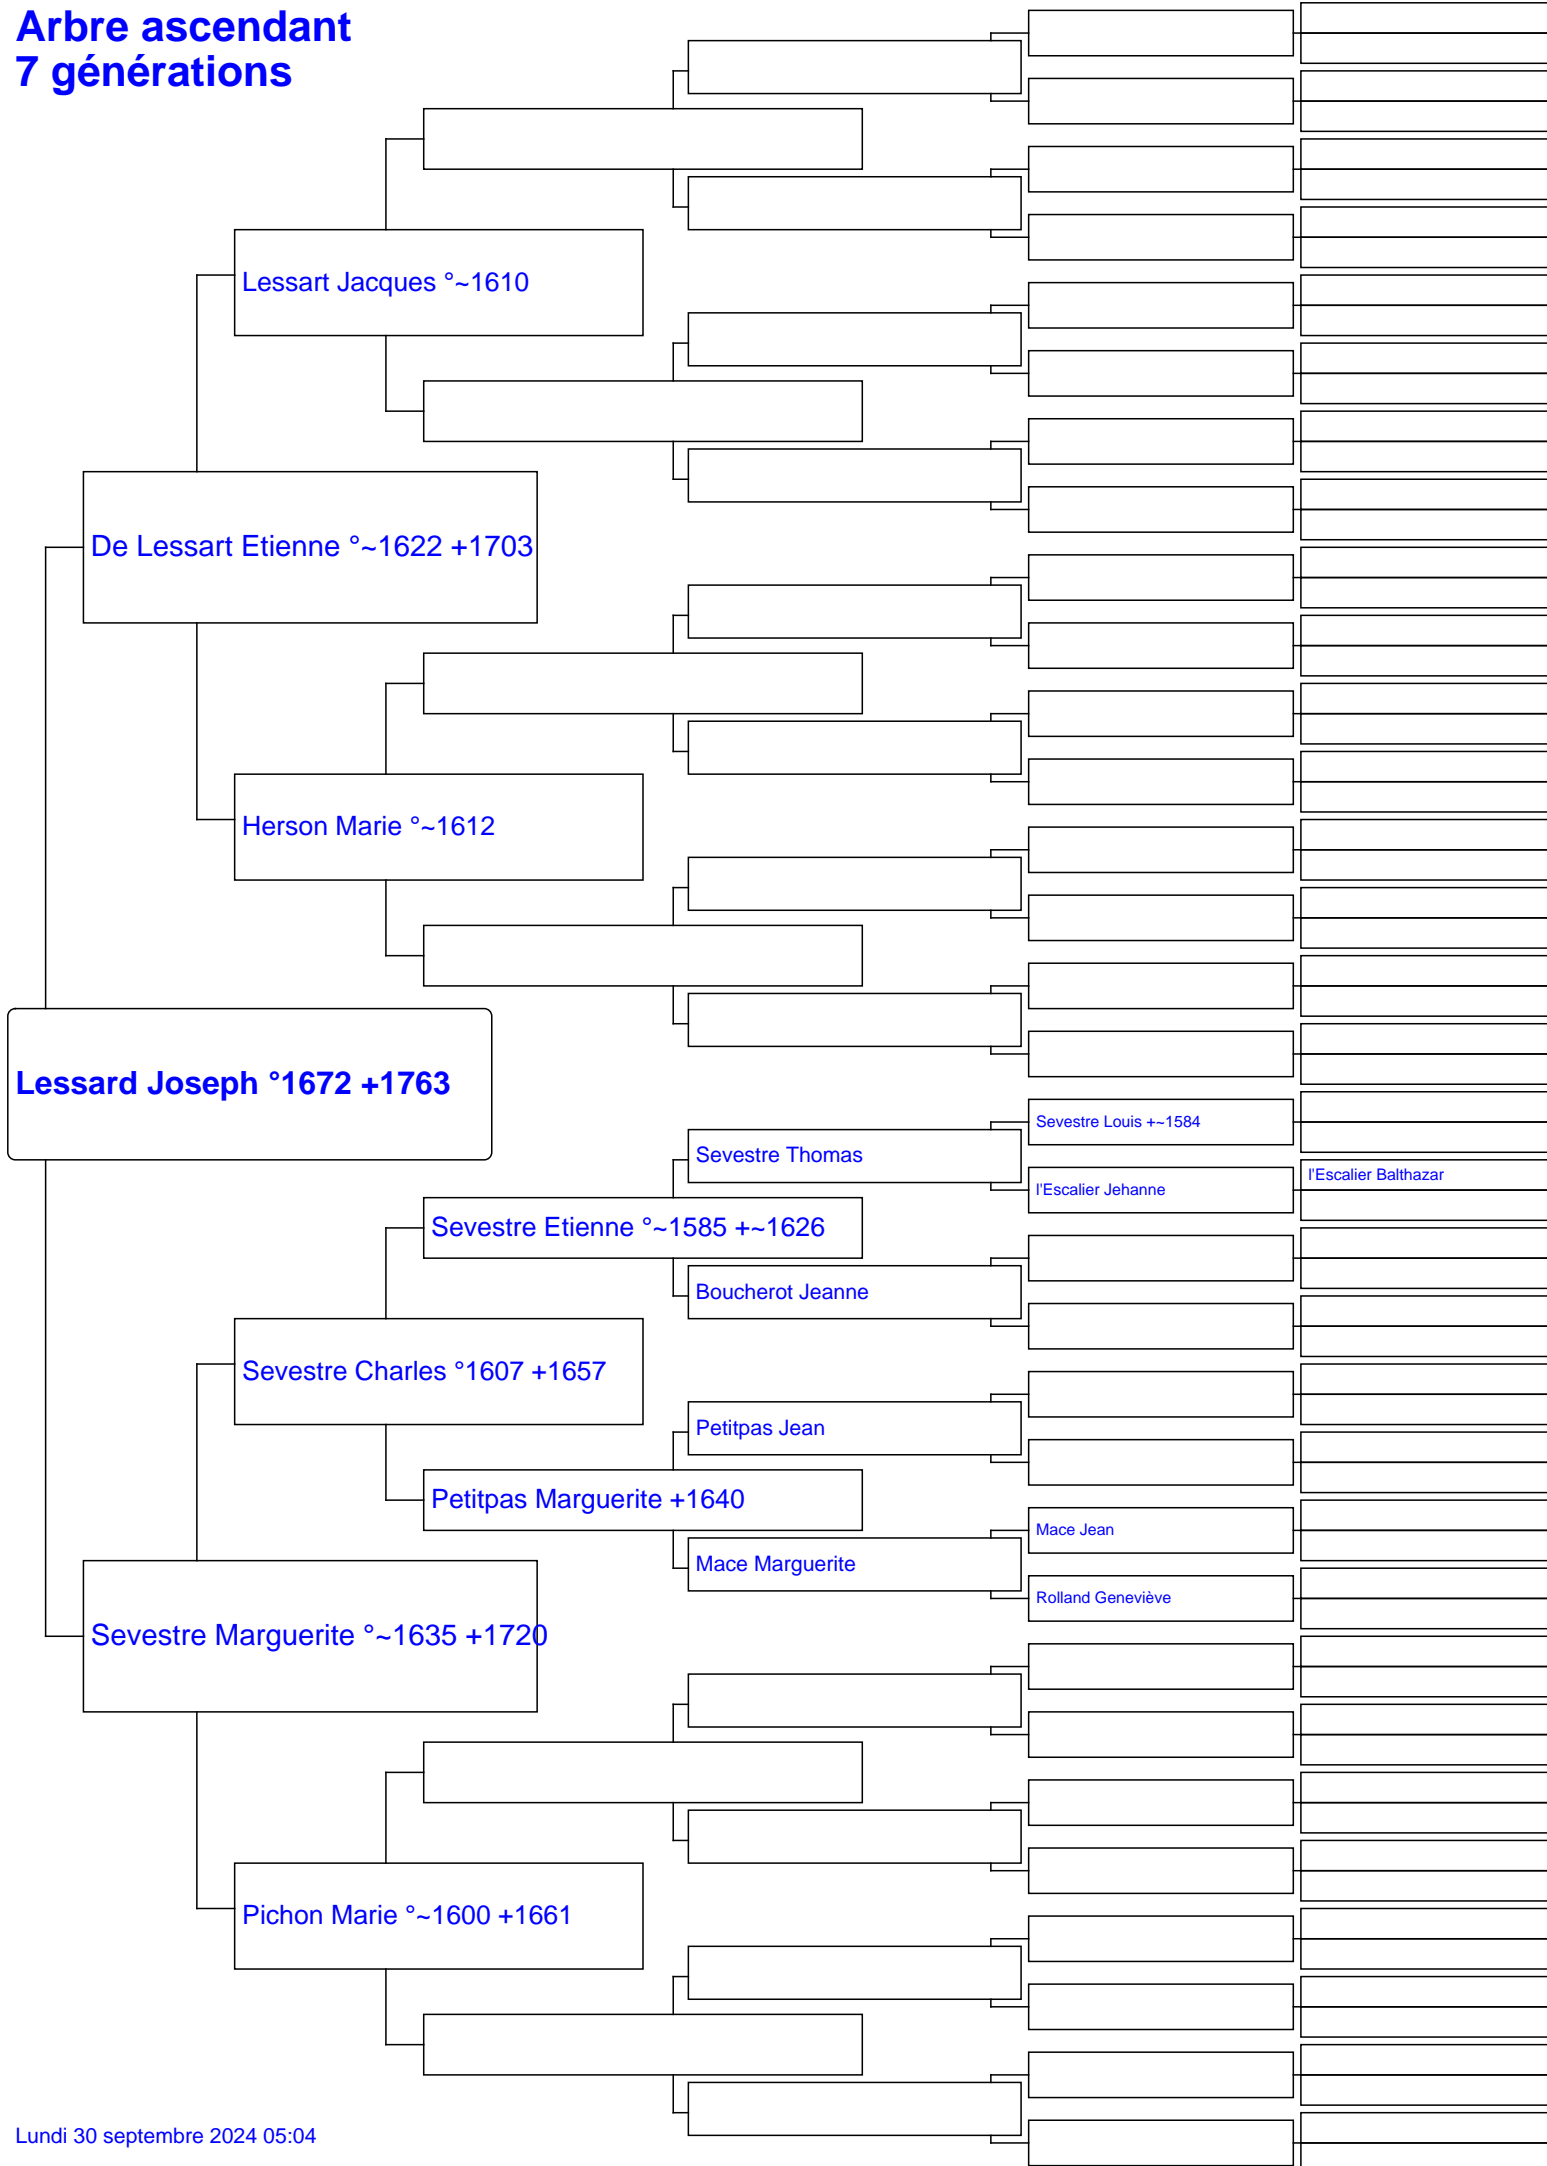 Arbre ascendant
7 générations
Lessart Jacques °~1610
De Lessart Etienne °~1622 +1703
Herson Marie °~1612
Lessard Joseph °1672 +1763
Sevestre Louis +~1584
Sevestre Thomas
l'Escalier Balthazar
l'Escalier Jehanne
Sevestre Etienne °~1585 +~1626
Boucherot Jeanne
Sevestre Charles °1607 +1657
Petitpas Jean
Petitpas Marguerite +1640
Mace Jean
Mace Marguerite
Rolland Geneviève
Sevestre Marguerite °~1635 +1720
Pichon Marie °~1600 +1661
Lundi 30 septembre 2024 05:04